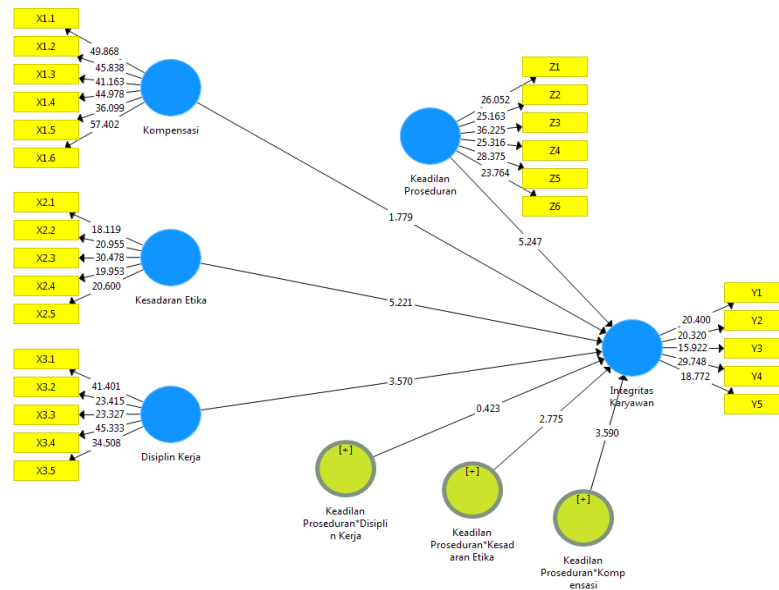 X1.1
X1.2
X1.3
X1.4
X1.5
X1.6
49.868
45.838
41.163
44.978
36.099
57.402
Kompensasi
Z1
Z2
Z3
Z4
Z5
Z6
26.052
25.163
36.225
25.316
28.375
23.764
Keadilan
Proseduran
1.779
5.247
X2.1
X2.2
X2.3
X2.4
X2.5
18.119
20.955
30.478
19.953
20.600
Kesadaran Etika
5.221
Y1
Y2
Y3
Y4
Y5
20.400
20.320
15.922
29.748
18.772
Integritas
Karyawan
X3.1
X3.2
X3.3
X3.4
X3.5
41.401
23.415
23.327
45.333
34.508
Disiplin Kerja
3.570
0.423
2.775
3.590
[+]
Keadilan
Proseduran*Disipli
n Kerja
[+]
Keadilan
Proseduran*Kesad
aran Etika
[+]
Keadilan
Proseduran*Komp
ensasi